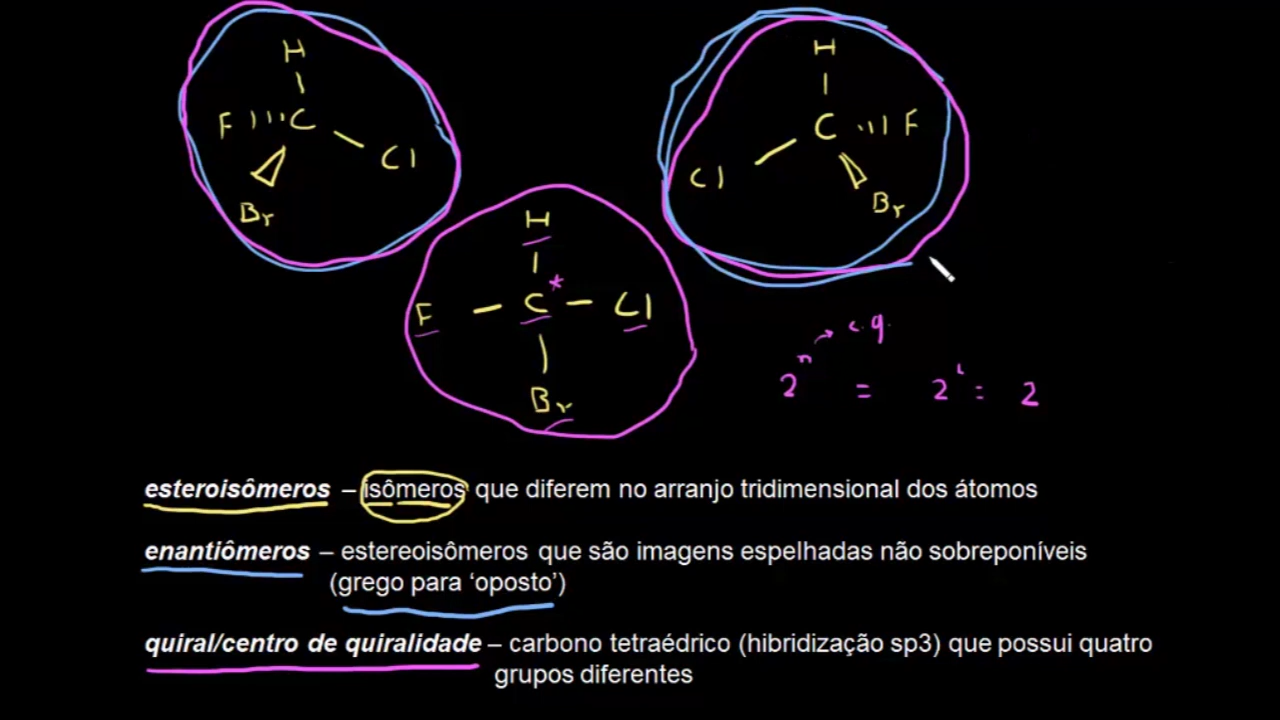 H
F C Cl
Br
H
C F
Cl Br
H
F - C* - Cl
Br
n → c.q.
2 = 2¹ = 2
esteroisômeros – isômeros que diferem no arranjo tridimensional dos átomos
enantiômeros – estereoisômeros que são imagens espelhadas não sobreponíveis
(grego para ‘oposto’)
quiral/centro de quiralidade – carbono tetraédrico (hibridização sp3) que possui quatro
grupos diferentes